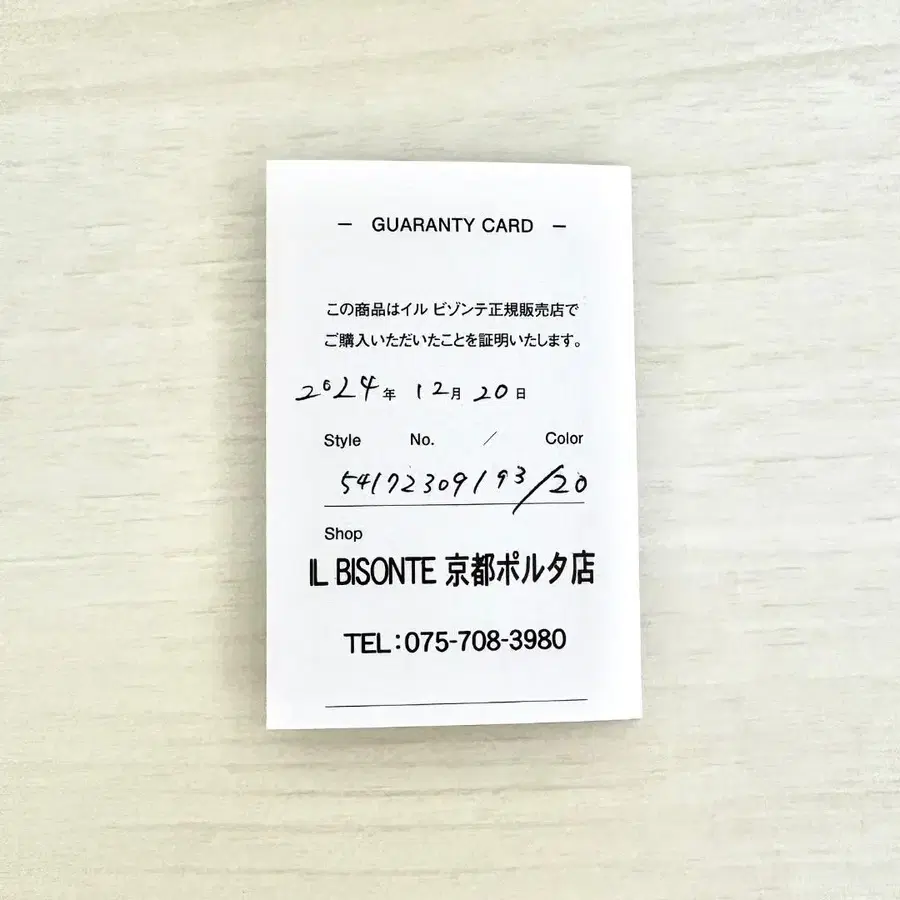 — GUARANTY CARD —
この商品はイル ビゾンテ正規販売店で
ご購入いただいたことを証明いたします。
2024年 12月 20日
Style No. / Color
54172309193/20
Shop
IL BISONTE 京都ポルタ店
TEL:075-708-3980